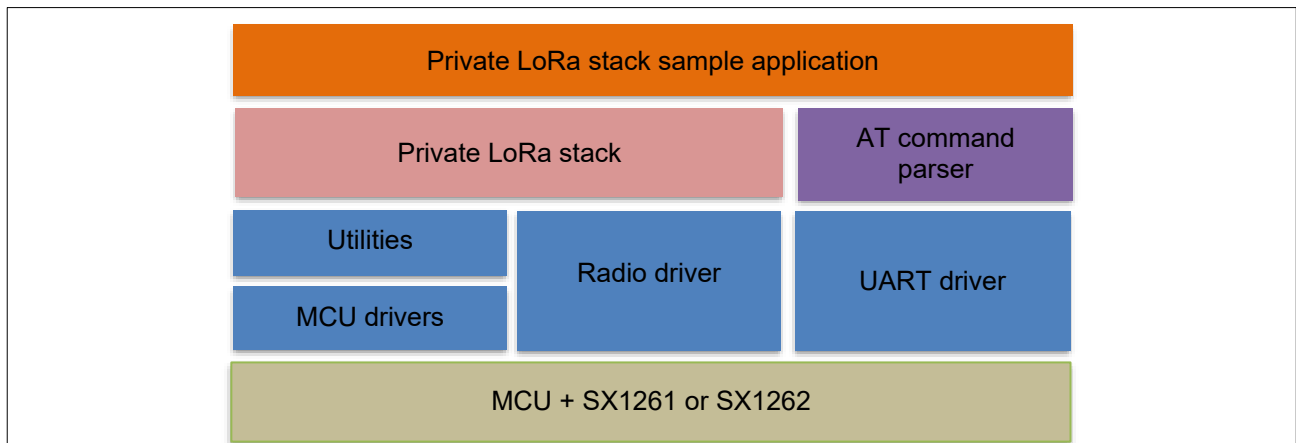 Private LoRa stack sample application
Private LoRa stack
AT command
parser
Utilities
Radio driver
UART driver
MCU drivers
MCU + SX1261 or SX1262